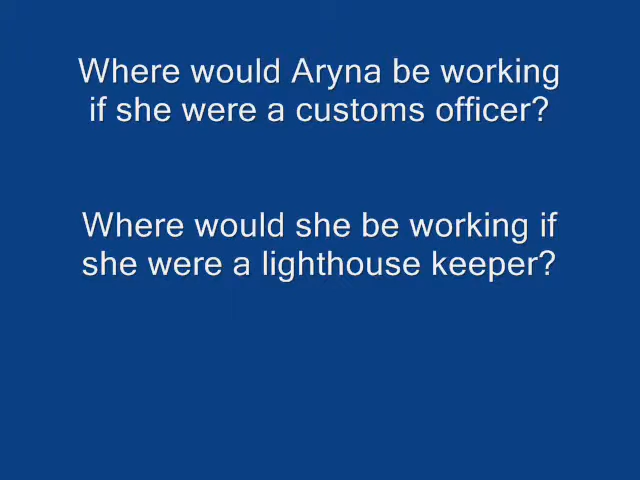 Where would Aryna be working
if she were a customs officer?
Where would she be working if
she were a lighthouse keeper?